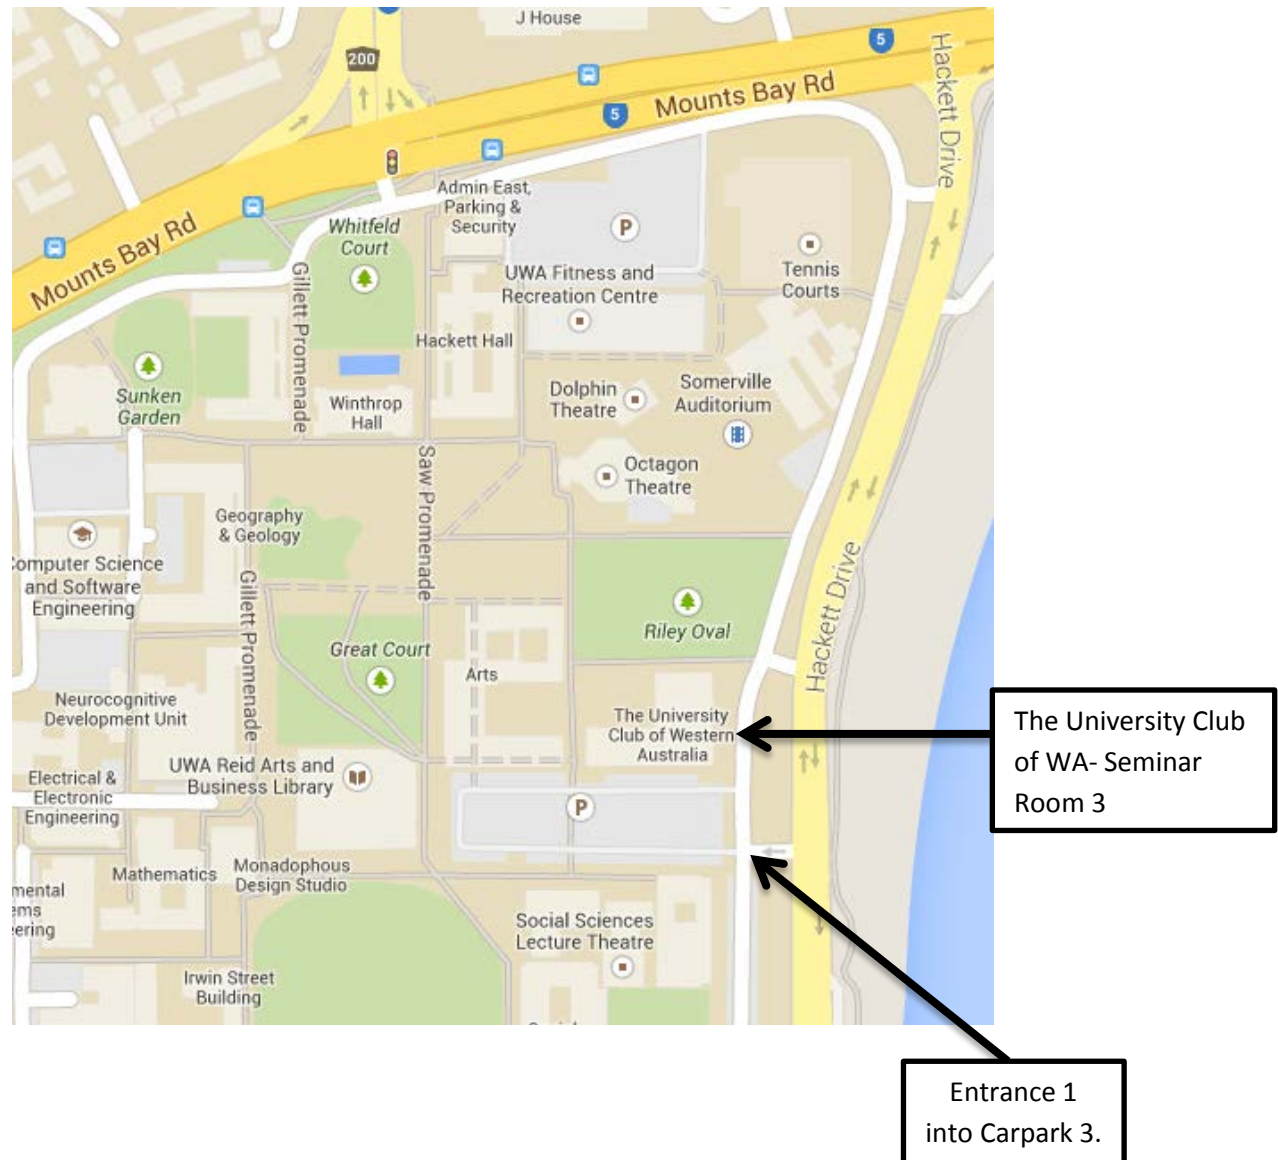 J House
200
5
Hackett Drive
Mounts Bay Rd
5
Admin East,
Parking &
Security
Whitfeld
Court
P
Mounts Bay Rd
Gillett Promenade
UWA Fitness and
Recreation Centre
Tennis
Courts
Hackett Hall
Sunken
Garden
Winthrop
Hall
Dolphin
Theatre
Somerville
Auditorium
Saw Promenade
Octagon
Theatre
Geography
& Geology
Computer Science
and Software
Engineering
Gillett Promenade
Hackett Drive
Riley Oval
Great Court
Arts
Neurocognitive
Development Unit
The University
Club of Western
Australia
The University Club
of WA- Seminar
Room 3
UWA Reid Arts and
Business Library
Electrical &
Electronic
Engineering
P
Mathematics
Monadophous
Design Studio
mental
ems
ering
Social Sciences
Lecture Theatre
Irwin Street
Building
Entrance 1
into Carpark 3.